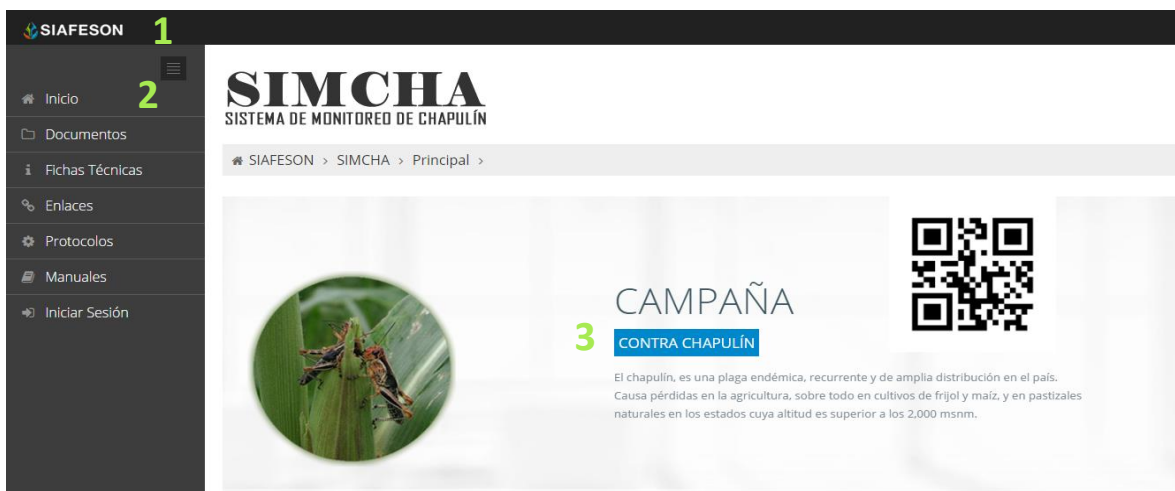 SIAFESON
1
2
Inicio
Documentos
Fichas Técnicas
Enlaces
Protocolos
Manuales
Iniciar Sesión
SIMCHA
SISTEMA DE MONITOREO DE CHAPULÍN
SIAFESON > SIMCHA > Principal >
CAMPAÑA
3
CONTRA CHAPULÍN
El chapulín, es una plaga endémica, recurrente y de amplia distribución en el país.
Causa pérdidas en la agricultura, sobre todo en cultivos de frijol y maíz, y en pastizales
naturales en los estados cuya altitud es superior a los 2,000 msnm.